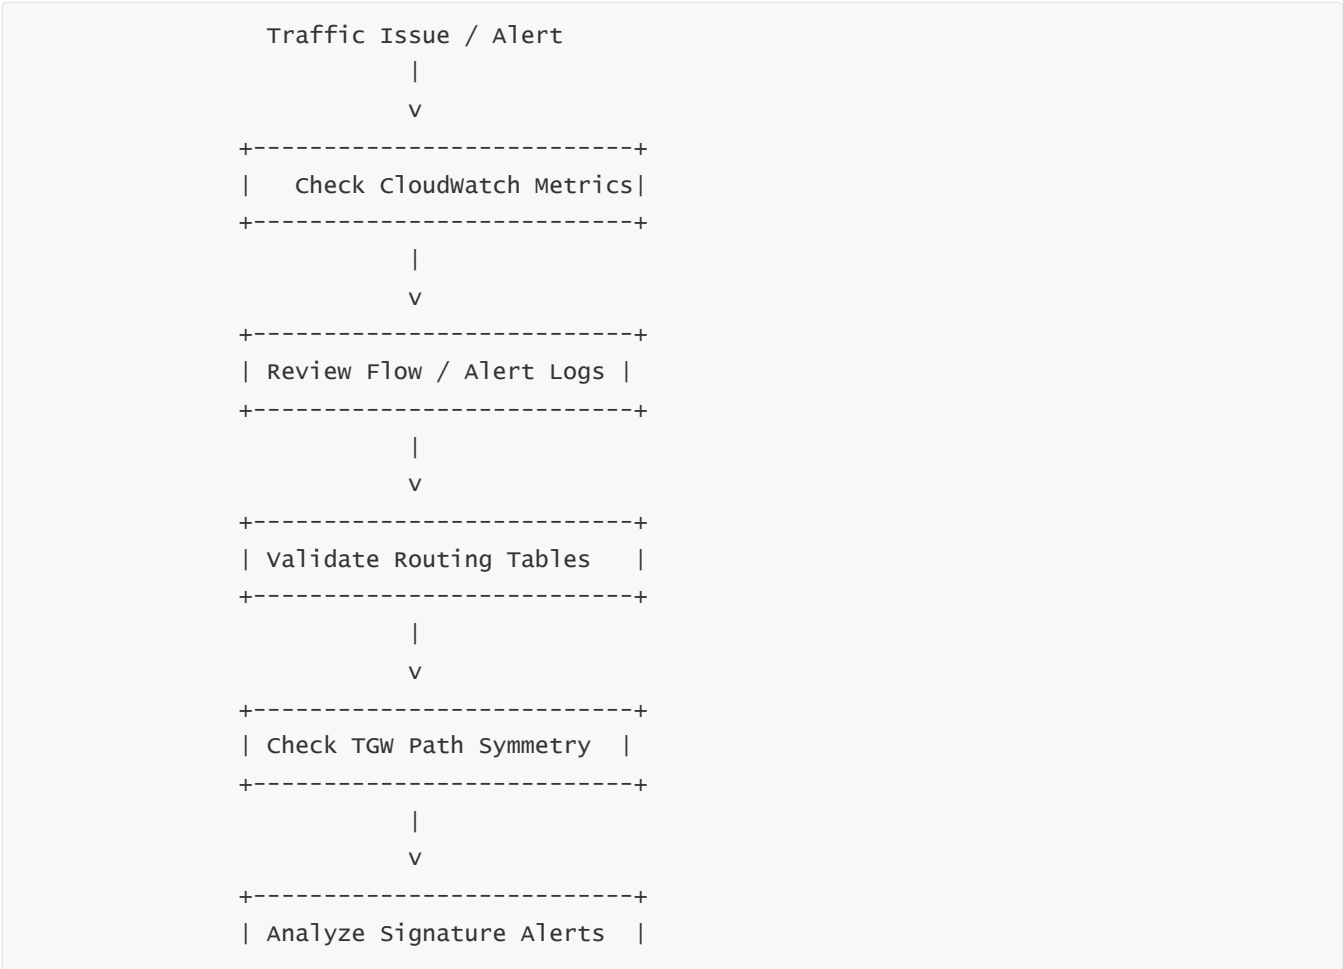 Traffic Issue / Alert
|
v
+---------------------------+
|   Check CloudWatch Metrics|
+---------------------------+
|
v
+---------------------------+
| Review Flow / Alert Logs |
+---------------------------+
|
v
+---------------------------+
| Validate Routing Tables   |
+---------------------------+
|
v
+---------------------------+
| Check TGW Path Symmetry  |
+---------------------------+
|
v
+---------------------------+
| Analyze Signature Alerts  |